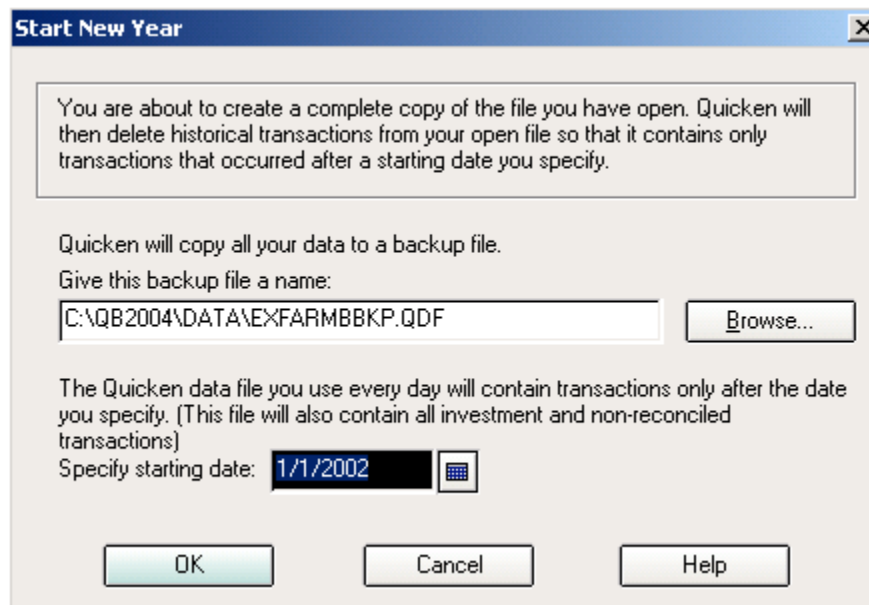 Start New Year
You are about to create a complete copy of the file you have open. Quicken will
then delete historical transactions from your open file so that it contains only
transactions that occurred after a starting date you specify.
Quicken will copy all your data to a backup file.
Give this backup file a name:
C:\QB2004\DATA\EXFARMBBKP.QDF
Browse...
The Quicken data file you use every day will contain transactions only after the date
you specify. (This file will also contain all investment and non-reconciled
transactions)
Specify starting date: 1/1/2002
OK Cancel Help